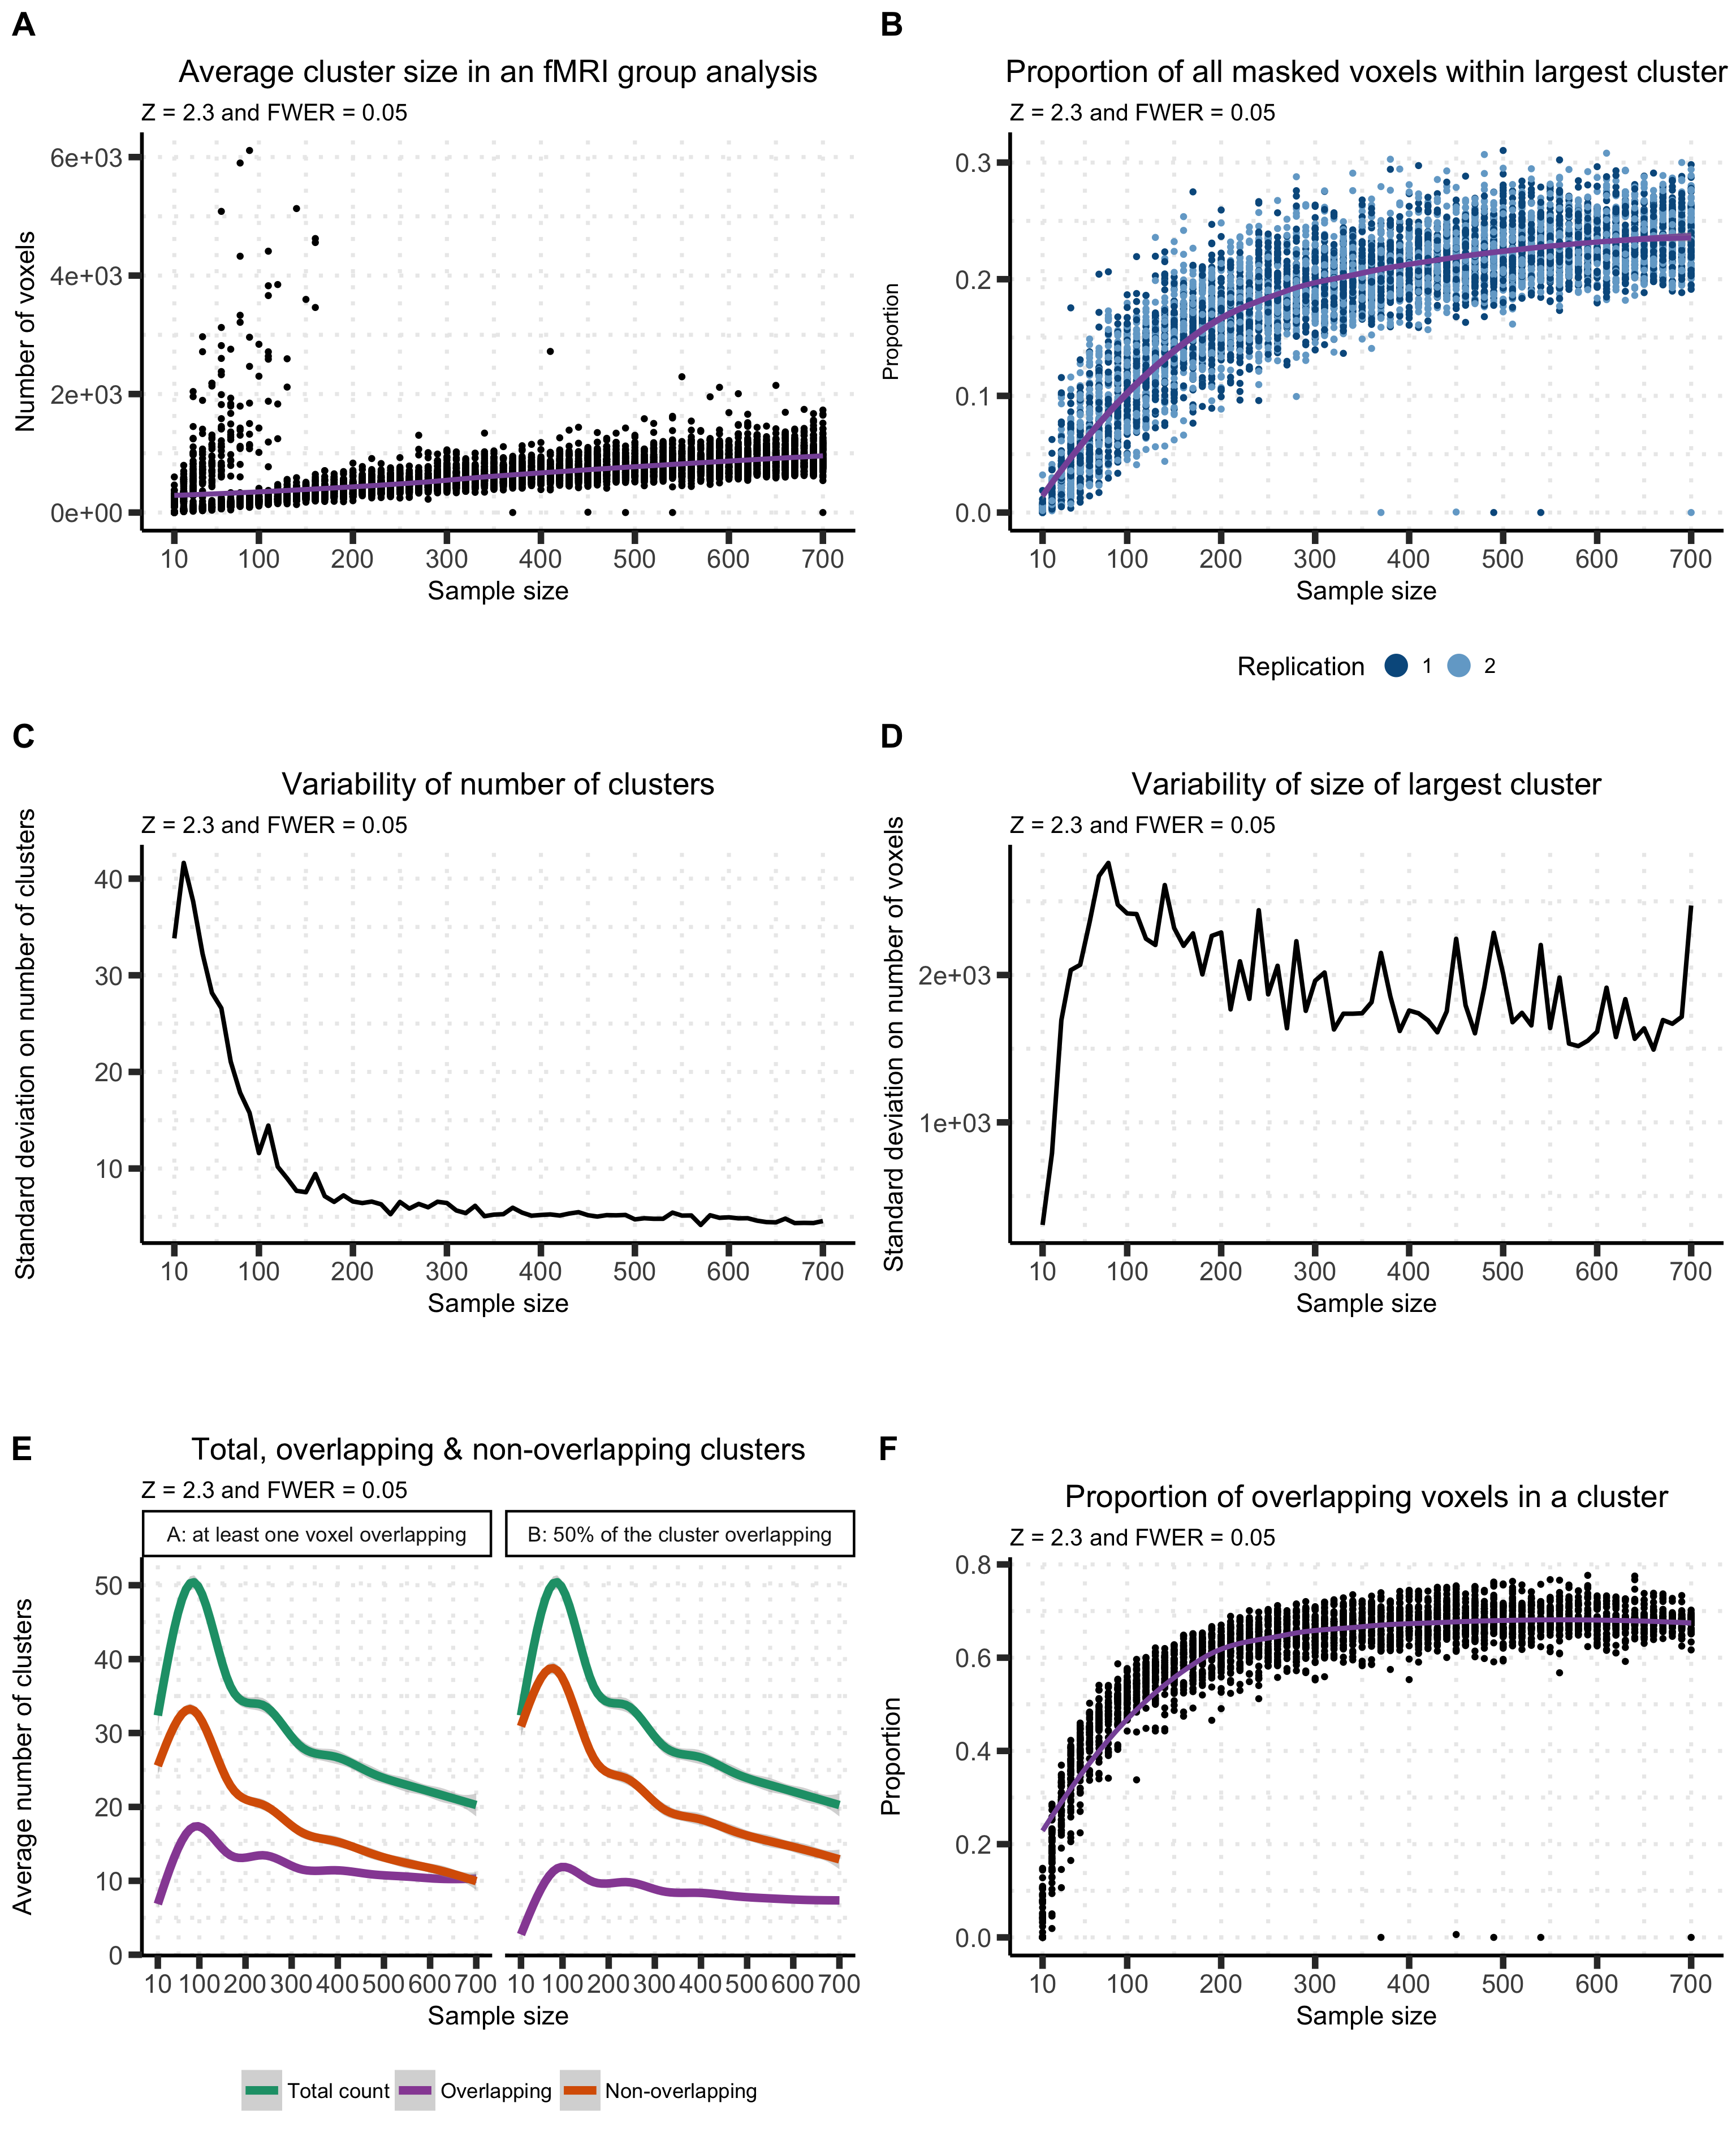 A
Average cluster size in an fMRI group analysis
Z = 2.3 and FWER = 0.05
Number of voxels
6e+03
4e+03
2e+03
0e+00
10 100 200 300 400 500 600 700
Sample size
B
Proportion of all masked voxels within largest cluster
Z = 2.3 and FWER = 0.05
Proportion
0.3
0.2
0.1
0.0
10 100 200 300 400 500 600 700
Sample size
Replication 1 2
C
Variability of number of clusters
Z = 2.3 and FWER = 0.05
Standard deviation on number of clusters
40
30
20
10
10 100 200 300 400 500 600 700
Sample size
D
Variability of size of largest cluster
Z = 2.3 and FWER = 0.05
Standard deviation on number of voxels
2e+03
1e+03
10 100 200 300 400 500 600 700
Sample size
E
Total, overlapping & non-overlapping clusters
Z = 2.3 and FWER = 0.05
A: at least one voxel overlapping
B: 50% of the cluster overlapping
Average number of clusters
50
40
30
20
10
0
10 100 200 300 400 500 600 700
10 100 200 300 400 500 600 700
Sample size
Total count Overlapping Non-overlapping
F
Proportion of overlapping voxels in a cluster
Z = 2.3 and FWER = 0.05
Proportion
0.8
0.6
0.4
0.2
0.0
10 100 200 300 400 500 600 700
Sample size